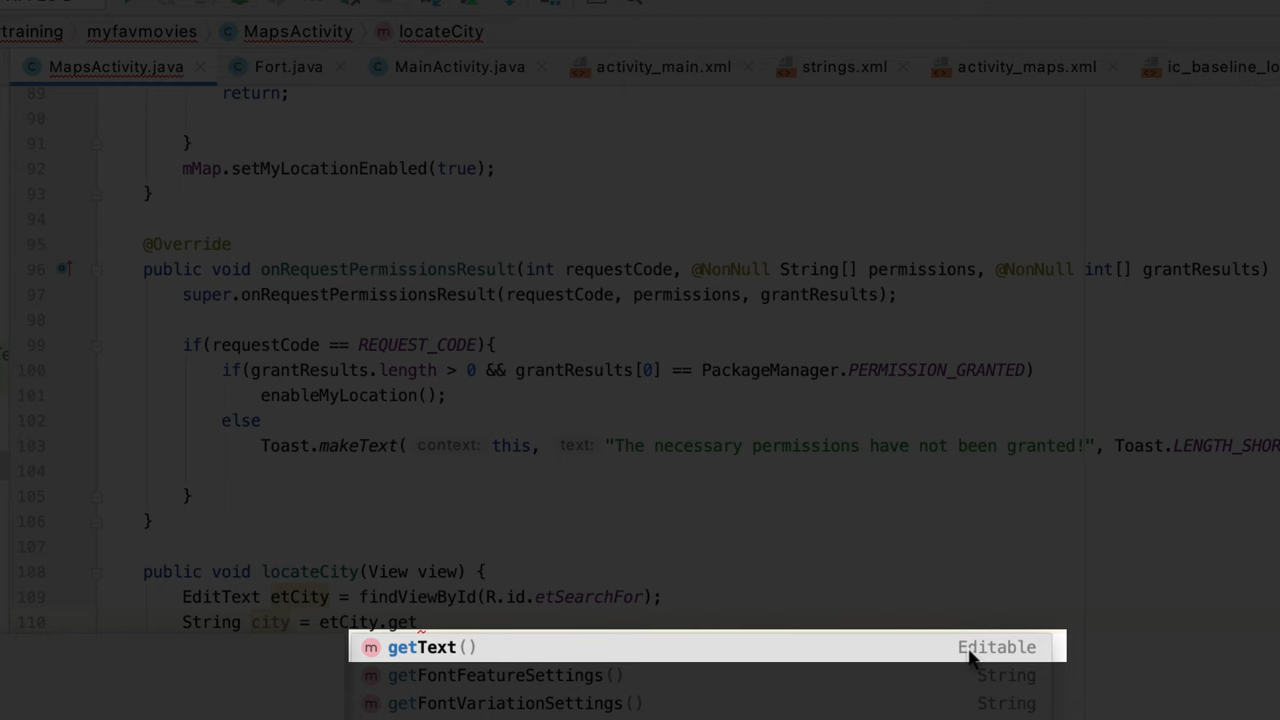 training myfavmovies MapsActivity locateCity
MapsActivity.java Fort.java MainActivity.java activity_main.xml strings.xml activity_maps.xml ic_baseline_lo
89 return;
90
91 }
92 mMap.setMyLocationEnabled(true);
93 }
94
95 @Override
96 public void onRequestPermissionsResult(int requestCode, @NonNull String[] permissions, @NonNull int[] grantResults)
97 super.onRequestPermissionsResult(requestCode, permissions, grantResults);
98
99 if(requestCode == REQUEST_CODE){
100 if(grantResults.length > 0 && grantResults[0] == PackageManager.PERMISSION_GRANTED)
101 enableMyLocation();
102 else
103 Toast.makeText( context: this, text: "The necessary permissions have not been granted!", Toast.LENGTH_SHOR
104
105 }
106 }
107
108 public void locateCity(View view) {
109 EditText etCity = findViewById(R.id.etSearchFor);
110 String city = etCity.get
m getText() Editable
getFontFeatureSettings() String
m getFontVariationSettings() String